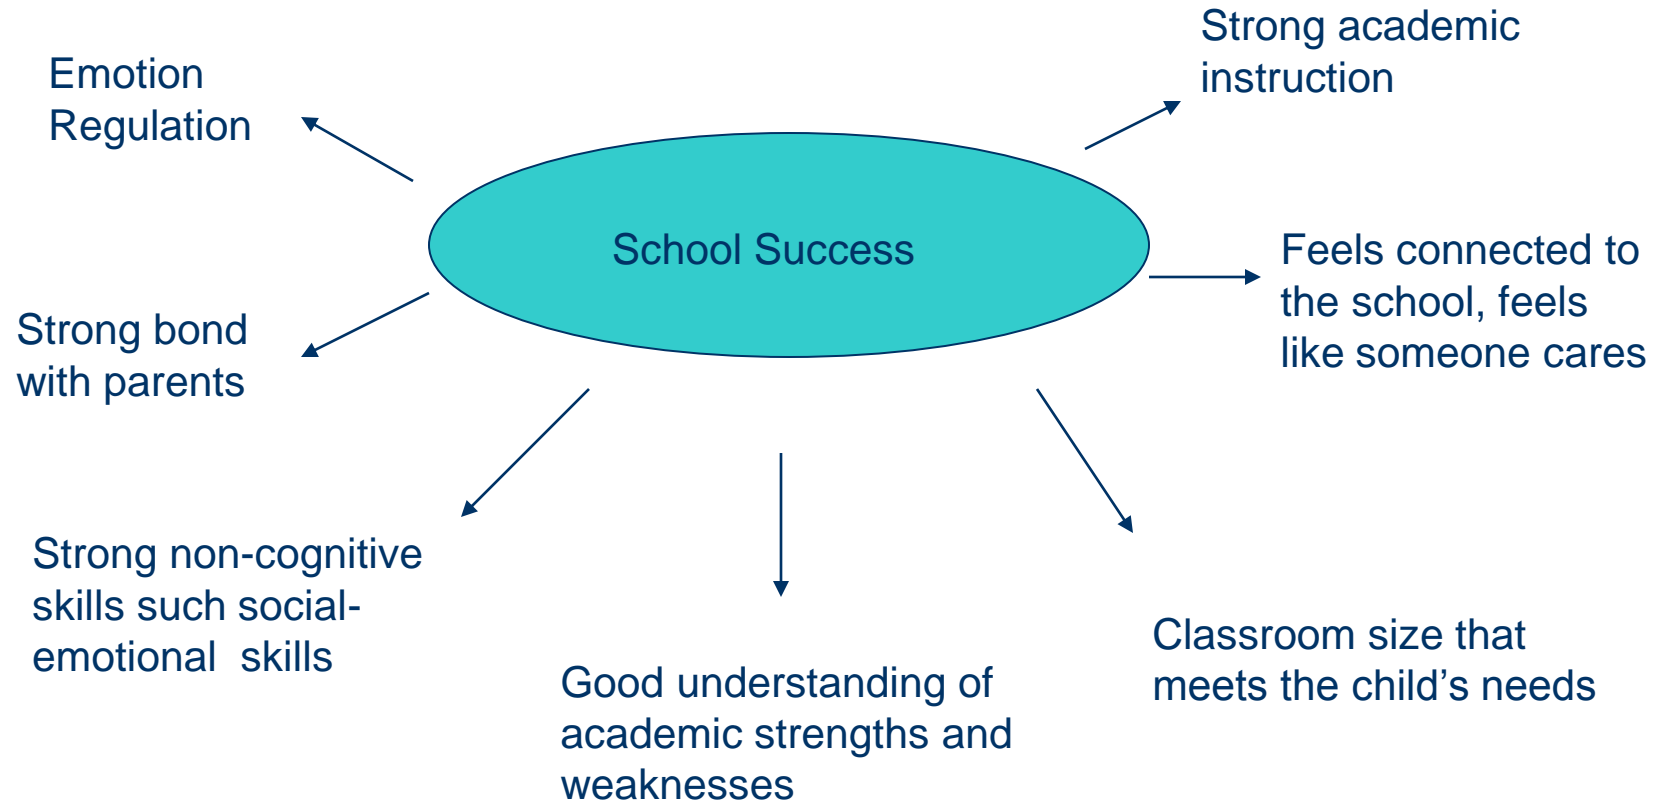 Emotion
Regulation
Strong academic
instruction
School Success
Feels connected to
the school, feels
like someone cares
Strong bond
with parents
Strong non-cognitive
skills such social-
emotional  skills
Good understanding of
academic strengths and
weaknesses
Classroom size that
meets the child’s needs